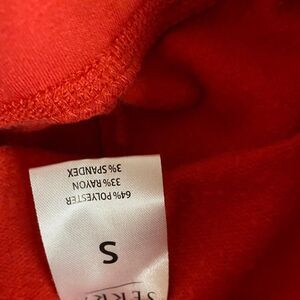 S
64% POLYESTER
33% RAYON
3% SPANDEX